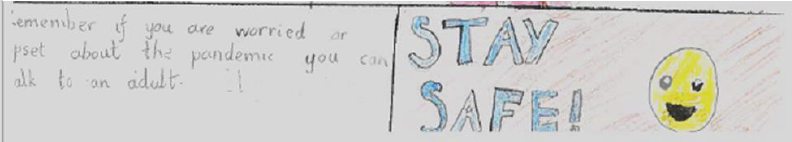 emember if you are worried or
pset about the pandemic you can
alk to an adult.
STAY
SAFE!